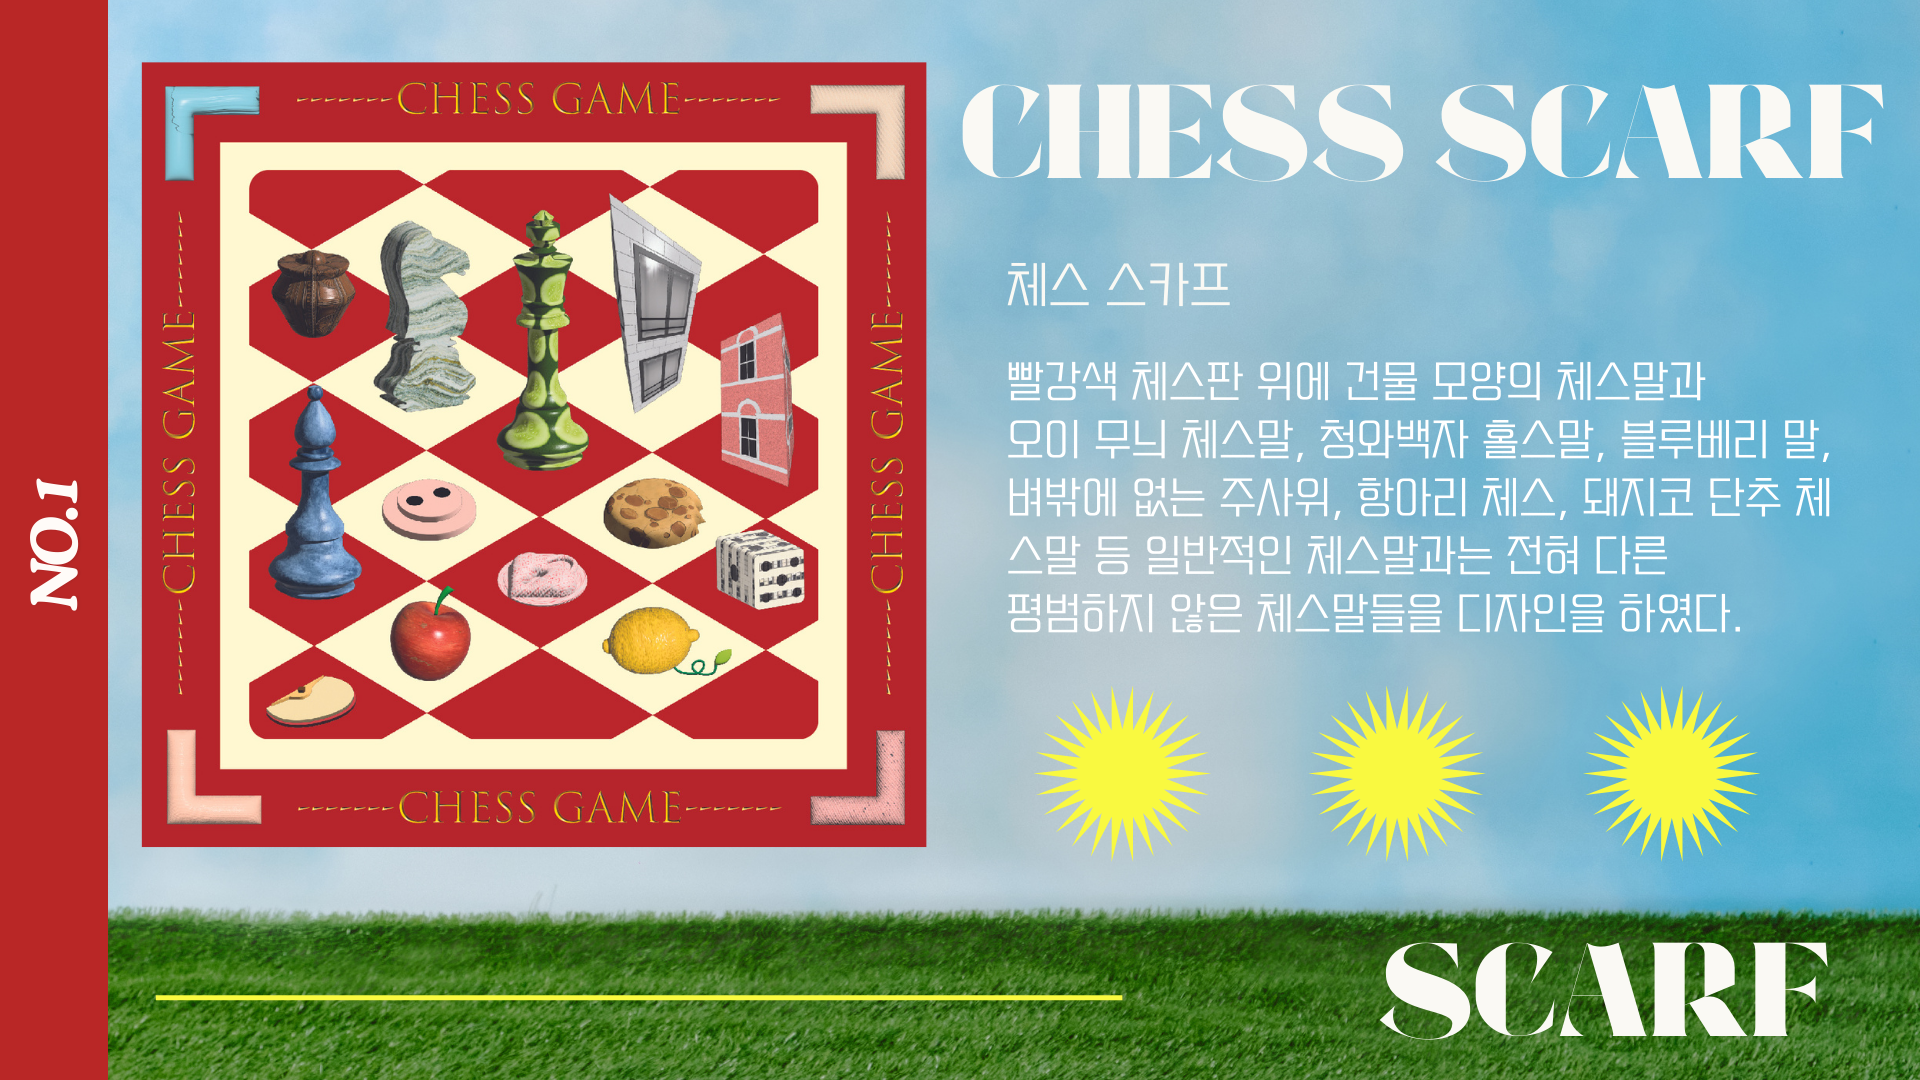 NO.1
CHESS GAME
CHESS GAME
CHESS GAME
CHESS GAME
CHESS SCARF
체스 스카프
빨강색 체스판 위에 건물 모양의 체스말과
오이 무늬 체스말, 청와백자 홀스말, 블루베리 말,
벼밖에 없는 주사위, 항아리 체스, 돼지코 단추 체
스말 등 일반적인 체스말과는 전혀 다른
평범하지 않은 체스말들을 디자인을 하였다.
SCARF